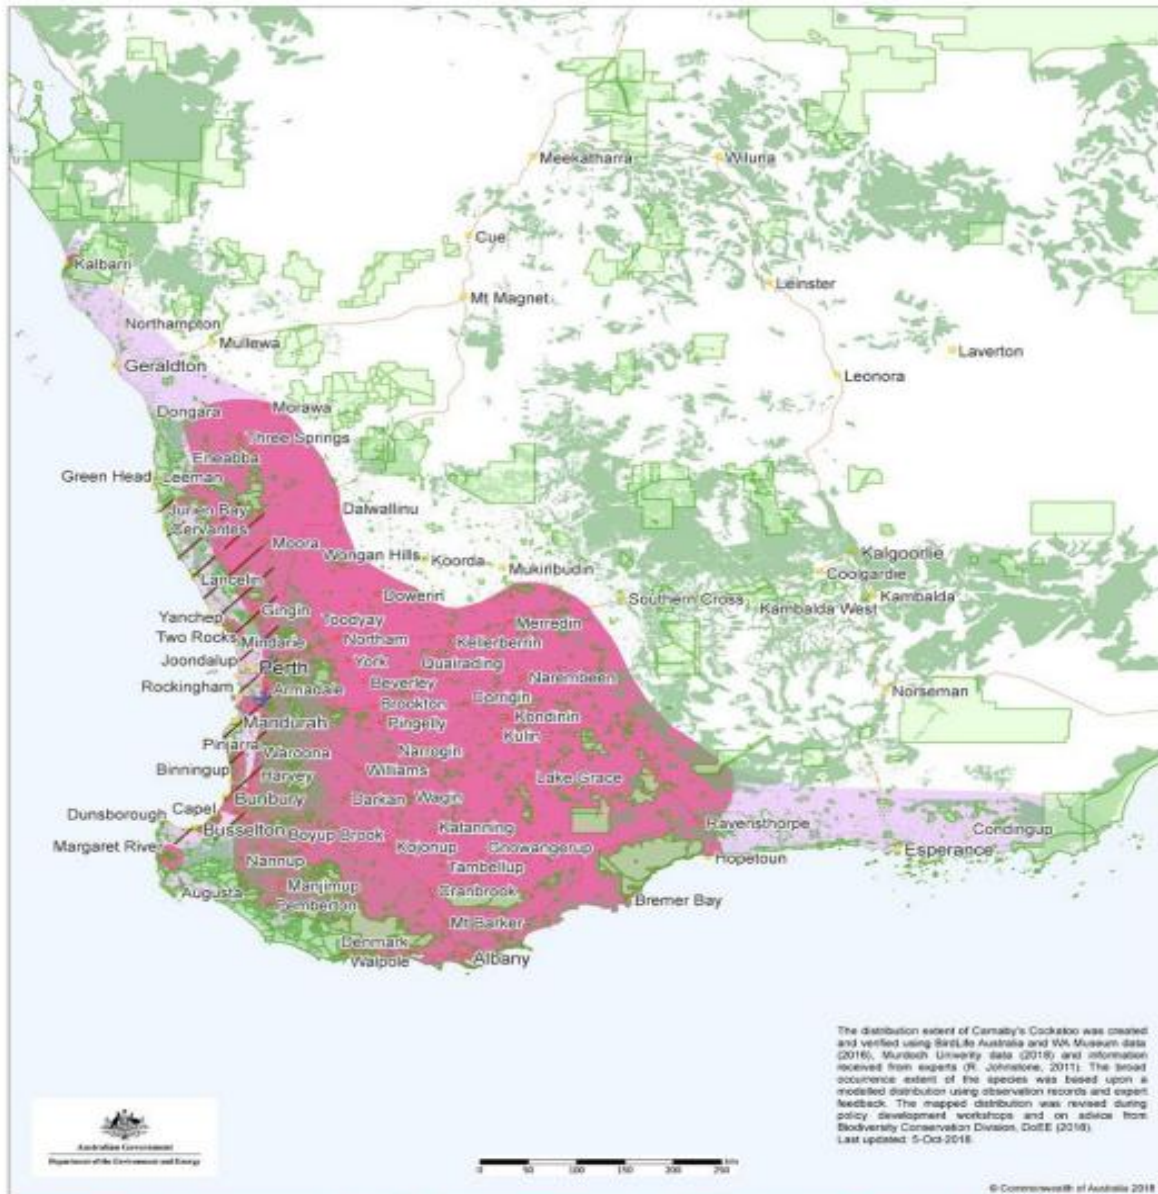 Meekatharra
Wiluna
Cue
Kalbarri
Leinster
Mt Magnet
Northampton
Mullewa
Laverton
Geraldton
Leonora
Dongara
Morawa
Three Springs
Eneabba
Green Head
Leeman
Jurien Bay
Dalwallinu
Cervantes
Moora
Wongan Hills
Koorda
Kalgoorlie
Mukinbudin
Coolgardie
Lancelin
Dowerin
Southern Cross
Kambalda West
Kambalda
Yanchep
Gingin
Toodyay
Merredin
Two Rocks
Mindarie
Northam
Kellerberrin
Joondalup
Perth
York
Quairading
Narembeen
Rockingham
Armadale
Beverley
Corrigin
Norseman
Brookton
Mandurah
Pingelly
Kondinin
Kulin
Pinjarra
Waroona
Narrogin
Binningup
Harvey
Williams
Lake Grace
Dunsborough
Capel
Bunbury
Darkan
Wagin
Margaret River
Busselton
Boyup Brook
Katanning
Ravensthorpe
Condingup
Kojonup
Gnowangerup
Hopetoun
Esperance
Nannup
Tambellup
Augusta
Manjimup
Cranbrook
Bremer Bay
Pemberton
Mt Barker
Denmark
Walpole
Albany
The distribution extent of Carnaby's Cockatoo was created
and verified using BirdLife Australia and WA Museum data
(2016), Murdoch Univerity data (2018) and information
received from experts (R. Johnstone, 2011). The broad
occurrence extent of the species was based upon a
modelled distribution using observation records and expert
feedback. The mapped distribution was revised during
policy development workshops and on advice from
Biodiversity Conservation Division, DoEE (2018).
Last updated: 5-Oct-2018
Australian Government
Department of the Environment and Energy
0 50 100 150 200 250
© Commonwealth of Australia 2018